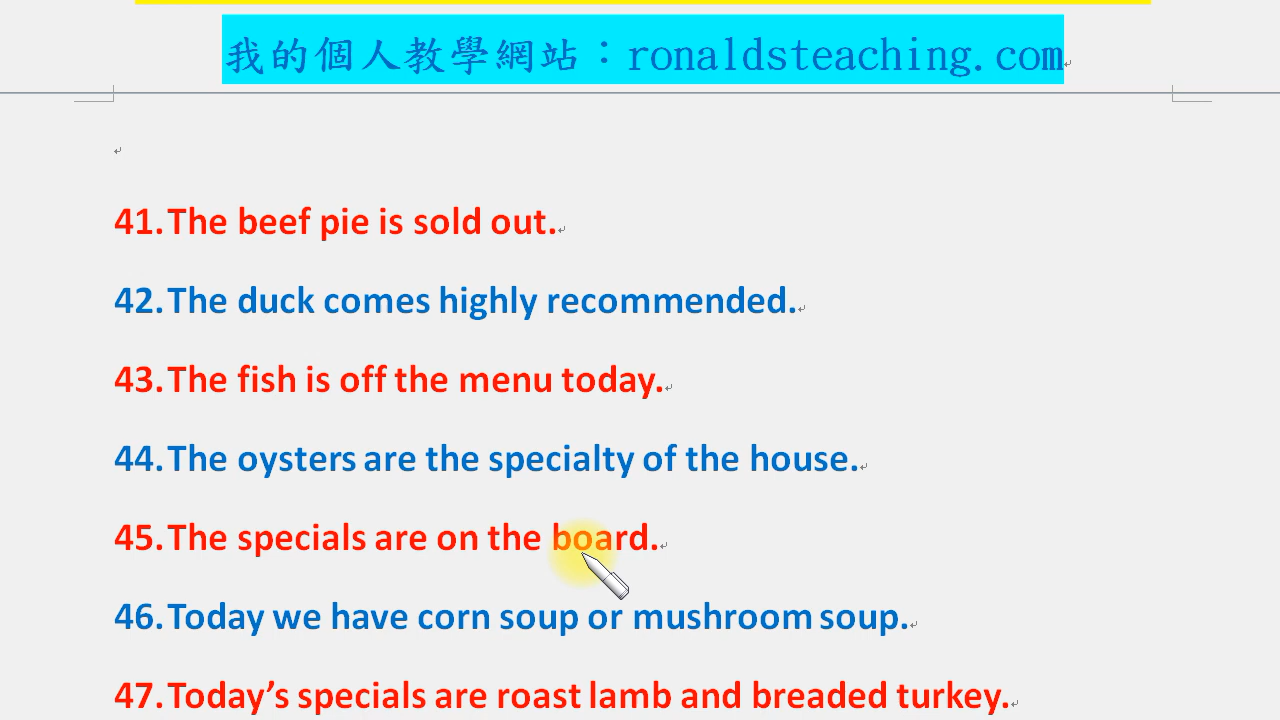 我的個人教學網站：ronaldsteaching.com
41. The beef pie is sold out.
42. The duck comes highly recommended.
43. The fish is off the menu today.
44. The oysters are the specialty of the house.
45. The specials are on the board.
46. Today we have corn soup or mushroom soup.
47. Today’s specials are roast lamb and breaded turkey.